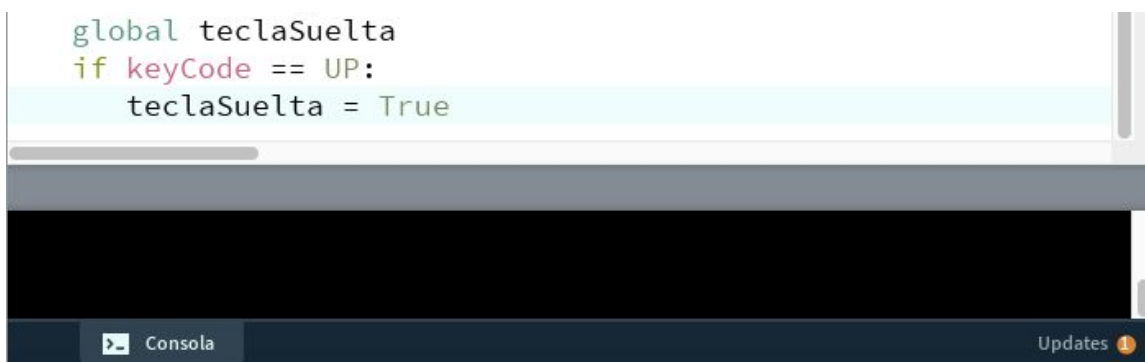 global teclaSuelta
if keyCode == UP:
teclaSuelta = True
>_ Consola
Updates 1